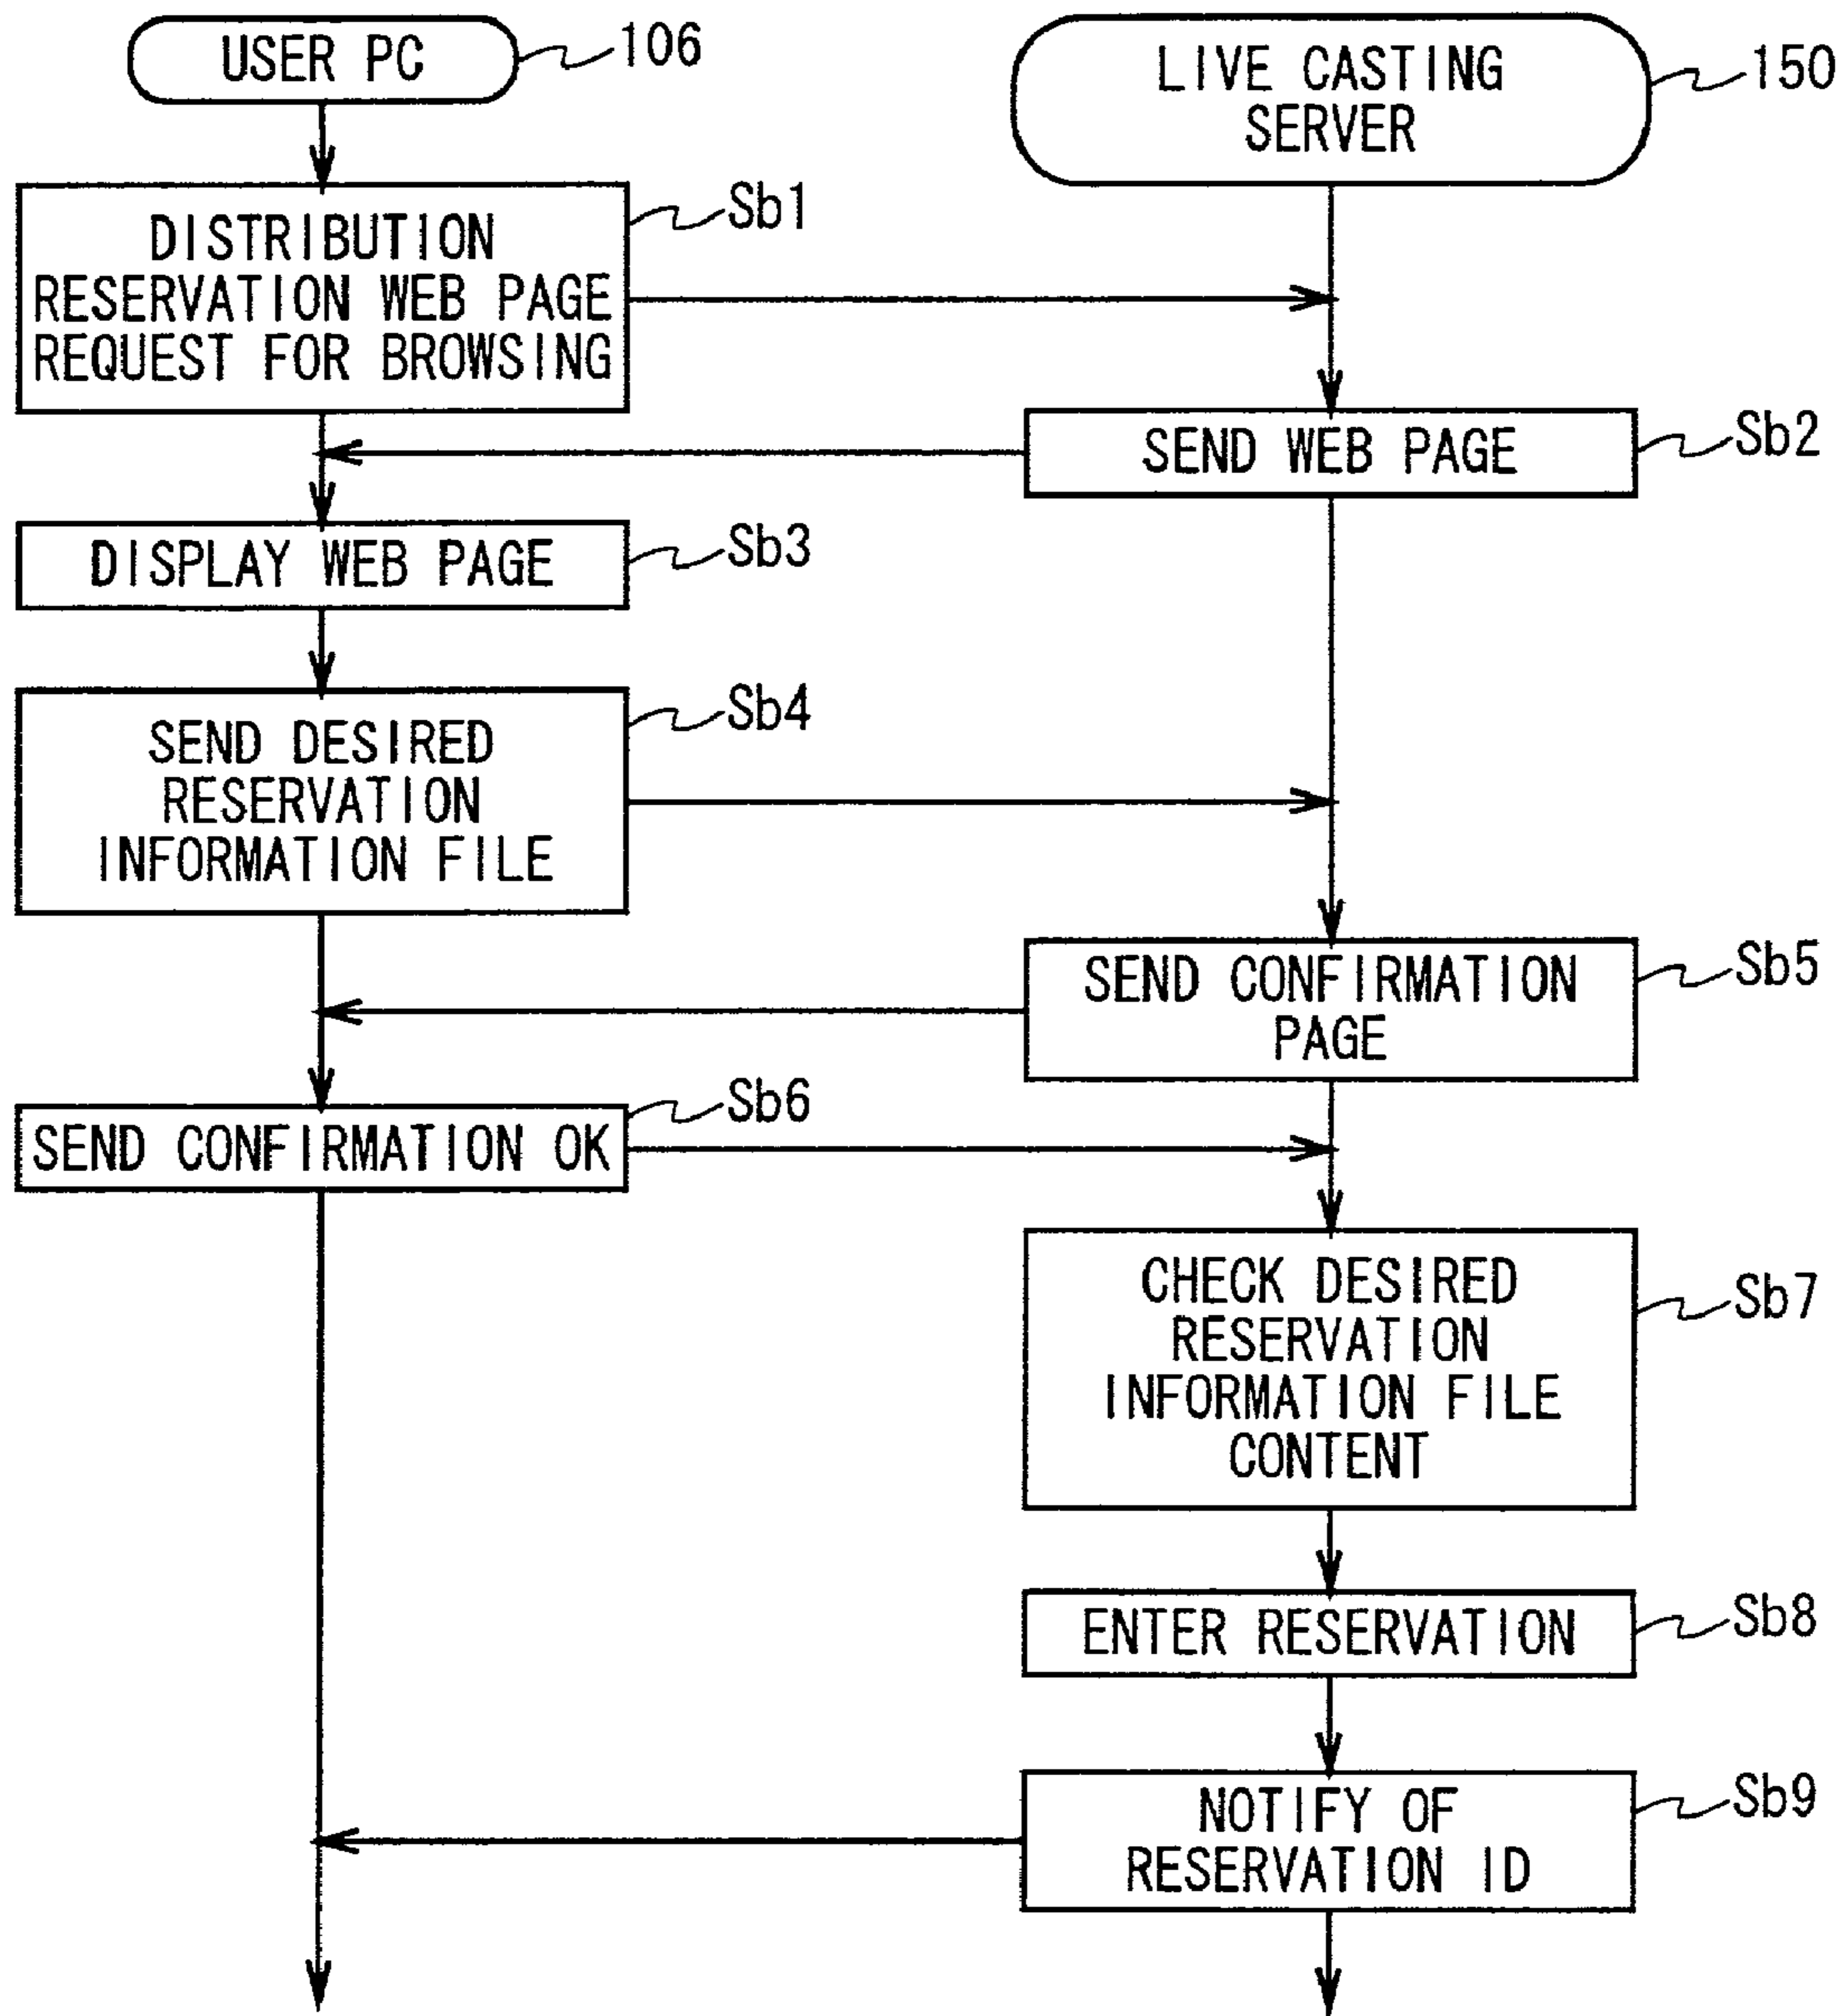 USER PC
106
LIVE CASTING
SERVER
150
DISTRIBUTION
RESERVATION WEB PAGE
REQUEST FOR BROWSING
Sb1
SEND WEB PAGE
Sb2
DISPLAY WEB PAGE
Sb3
SEND DESIRED
RESERVATION
INFORMATION FILE
Sb4
SEND CONFIRMATION
PAGE
Sb5
SEND CONFIRMATION OK
Sb6
CHECK DESIRED
RESERVATION
INFORMATION FILE
CONTENT
Sb7
ENTER RESERVATION
Sb8
NOTIFY OF
RESERVATION ID
Sb9